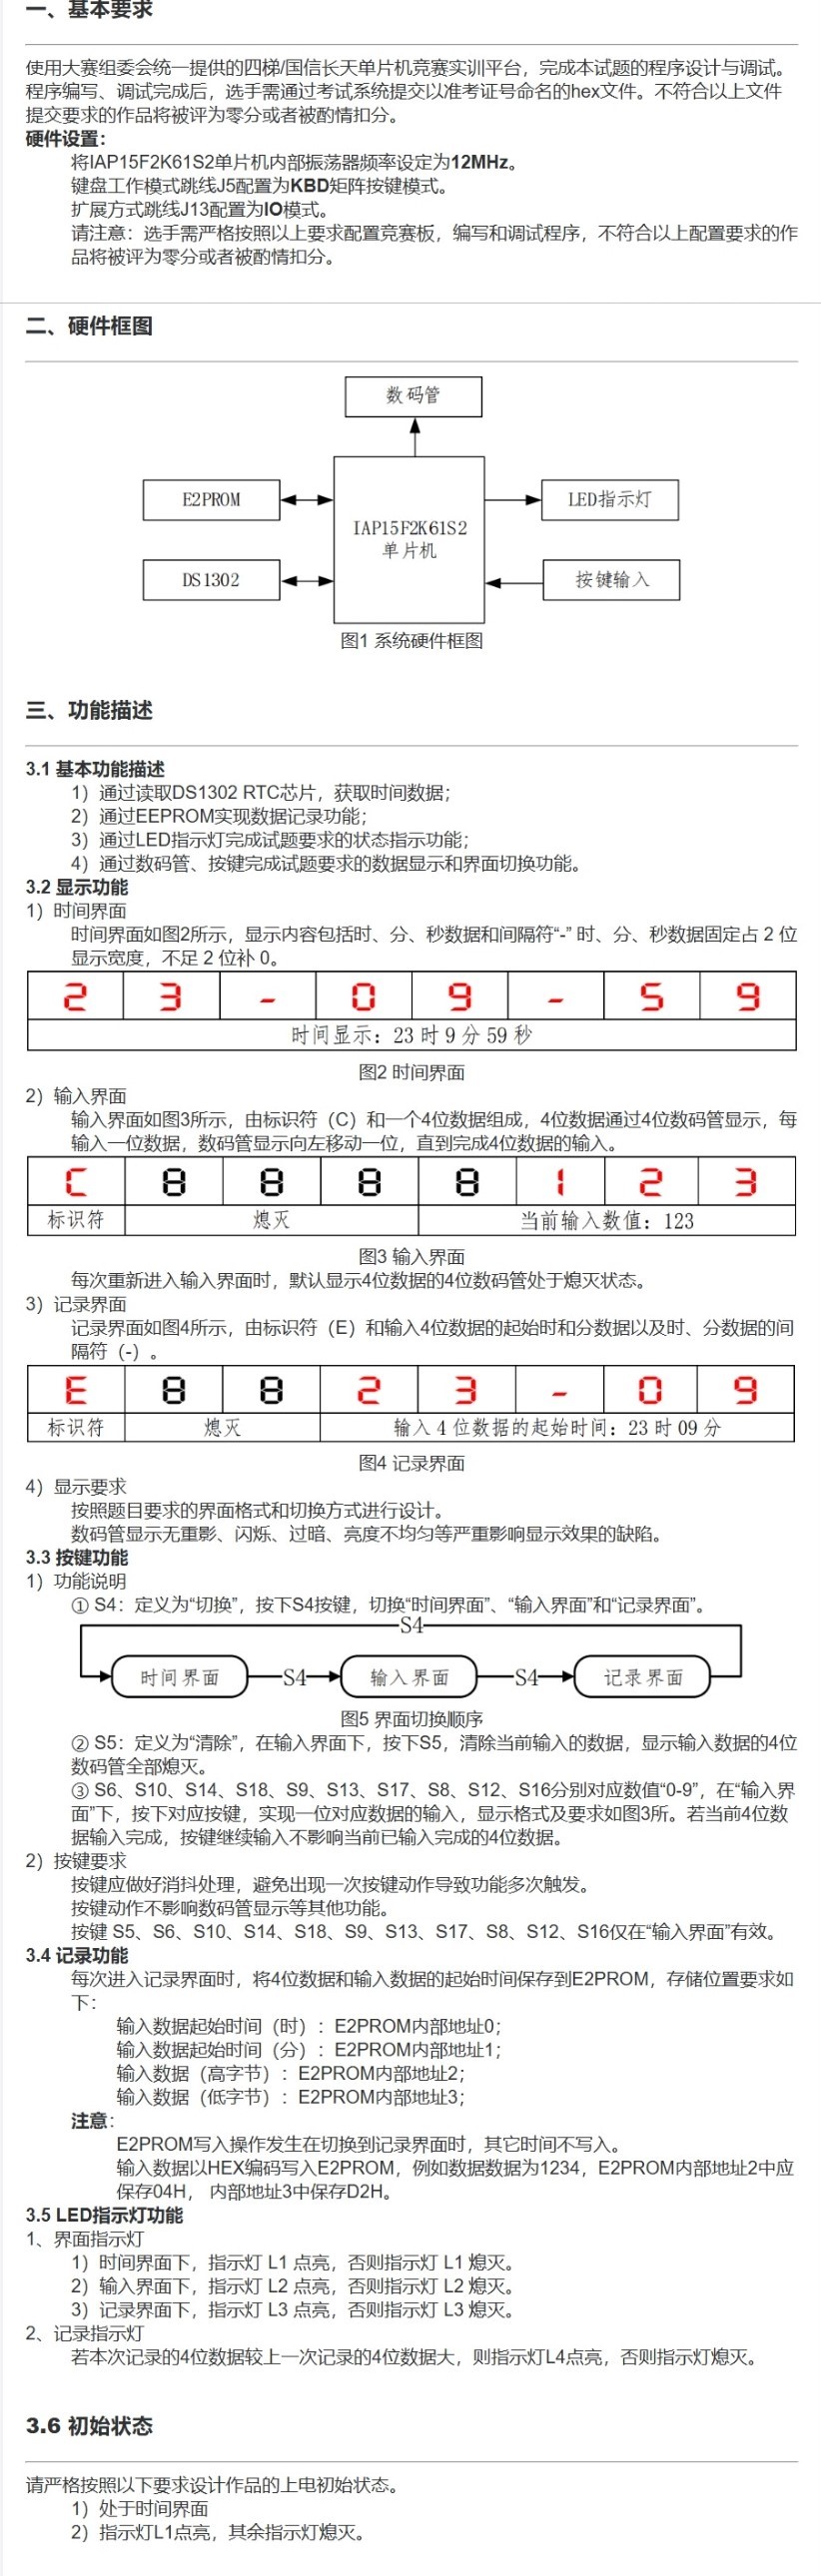 一、基本要求
使用大赛组委会统一提供的四梯/国信长天单片机竞赛实训平台，完成本试题的程序设计与调试。
程序编写、调试完成后，选手需通过考试系统提交以准考证号命名的hex文件。不符合以上文件
提交要求的作品将被评为零分或者被酌情扣分。
硬件设置：
将IAP15F2K61S2单片机内部振荡器频率设定为12MHz。
键盘工作模式跳线J5配置为KBD矩阵按键模式。
扩展方式跳线J13配置为IO模式。
请注意：选手需严格按照以上要求配置竞赛板，编写和调试程序，不符合以上配置要求的作
品将被评为零分或者被酌情扣分。
二、硬件框图
数码管
E2PROM
IAP15F2K61S2
单片机
LED指示灯
DS1302
按键输入
图1 系统硬件框图
三、功能描述
3.1 基本功能描述
1）通过读取DS1302 RTC芯片，获取时间数据；
2）通过EEPROM实现数据记录功能；
3）通过LED指示灯完成试题要求的状态指示功能；
4）通过数码管、按键完成试题要求的数据显示和界面切换功能。
3.2 显示功能
1）时间界面
时间界面如图2所示，显示内容包括时、分、秒数据和间隔符“-” 时、分、秒数据固定占 2 位
显示宽度，不足 2 位补 0。
2 3 - 0 9 - 5 9
时间显示：23 时 9 分 59 秒
图2 时间界面
2）输入界面
输入界面如图3所示，由标识符（C）和一个4位数据组成，4位数据通过4位数码管显示，每
输入一位数据，数码管显示向左移动一位，直到完成4位数据的输入。
C 8 8 8 8 1 2 3
标识符 熄灭 当前输入数值：123
图3 输入界面
每次重新进入输入界面时，默认显示4位数据的4位数码管处于熄灭状态。
3）记录界面
记录界面如图4所示，由标识符（E）和输入4位数据的起始时和分数据以及时、分数据的间
隔符（-）。
E 8 8 2 3 - 0 9
标识符 熄灭 输入 4 位数据的起始时间：23 时 09 分
图4 记录界面
4）显示要求
按照题目要求的界面格式和切换方式进行设计。
数码管显示无重影、闪烁、过暗、亮度不均匀等严重影响显示效果的缺陷。
3.3 按键功能
1）功能说明
① S4：定义为“切换”，按下S4按键，切换“时间界面”、“输入界面”和“记录界面”。
S4
时间界面 S4 输入界面 S4 记录界面
图5 界面切换顺序
② S5：定义为“清除”，在输入界面下，按下S5，清除当前输入的数据，显示输入数据的4位
数码管全部熄灭。
③ S6、S10、S14、S18、S9、S13、S17、S8、S12、S16分别对应数值“0-9”，在“输入界
面”下，按下对应按键，实现一位对应数据的输入，显示格式及要求如图3所。若当前4位数
据输入完成，按键继续输入不影响当前已输入完成的4位数据。
2）按键要求
按键应做好消抖处理，避免出现一次按键动作导致功能多次触发。
按键动作不影响数码管显示等其他功能。
按键 S5、S6、S10、S14、S18、S9、S13、S17、S8、S12、S16仅在“输入界面”有效。
3.4 记录功能
每次进入记录界面时，将4位数据和输入数据的起始时间保存到E2PROM，存储位置要求如
下：
输入数据起始时间（时）：E2PROM内部地址0；
输入数据起始时间（分）：E2PROM内部地址1；
输入数据（高字节）：E2PROM内部地址2；
输入数据（低字节）：E2PROM内部地址3；
注意：
E2PROM写入操作发生在切换到记录界面时，其它时间不写入。
输入数据以HEX编码写入E2PROM，例如数据数据为1234，E2PROM内部地址2中应
保存04H， 内部地址3中保存D2H。
3.5 LED指示灯功能
1、界面指示灯
1）时间界面下，指示灯 L1 点亮，否则指示灯 L1 熄灭。
2）输入界面下，指示灯 L2 点亮，否则指示灯 L2 熄灭。
3）记录界面下，指示灯 L3 点亮，否则指示灯 L3 熄灭。
2、记录指示灯
若本次记录的4位数据较上一次记录的4位数据大，则指示灯L4点亮，否则指示灯熄灭。
3.6 初始状态
请严格按照以下要求设计作品的上电初始状态。
1）处于时间界面
2）指示灯L1点亮，其余指示灯熄灭。